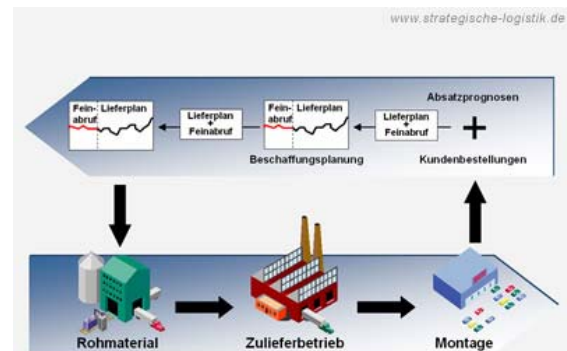 www.strategische-logistik.de
Fein-
abruf
Lieferplan
Lieferplan
+
Feinabruf
Fein-
abruf
Lieferplan
Beschaffungsplanung
Lieferplan
+
Feinabruf
Absatzprognosen
+
Kundenbestellungen
Rohmaterial
Zulieferbetrieb
Montage